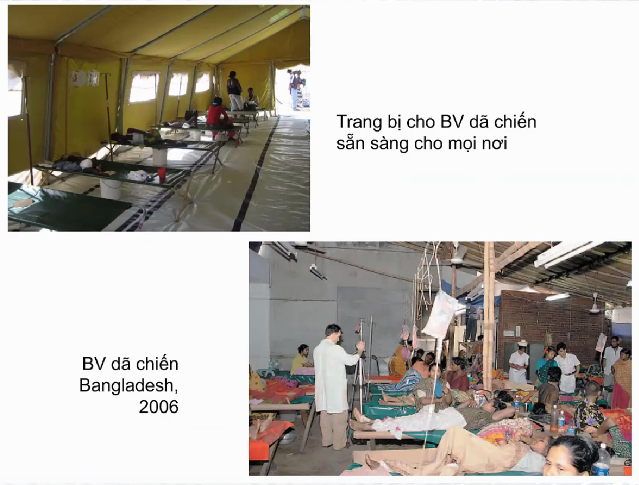 Trang bị cho BV dã chiến
sẵn sàng cho mọi nơi
BV dã chiến
Bangladesh,
2006